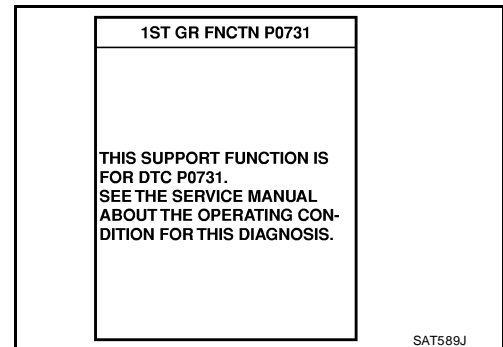 1ST GR FNCTN P0731
THIS SUPPORT FUNCTION IS
FOR DTC P0731.
SEE THE SERVICE MANUAL
ABOUT THE OPERATING CON-
DITION FOR THIS DIAGNOSIS.
SAT589J